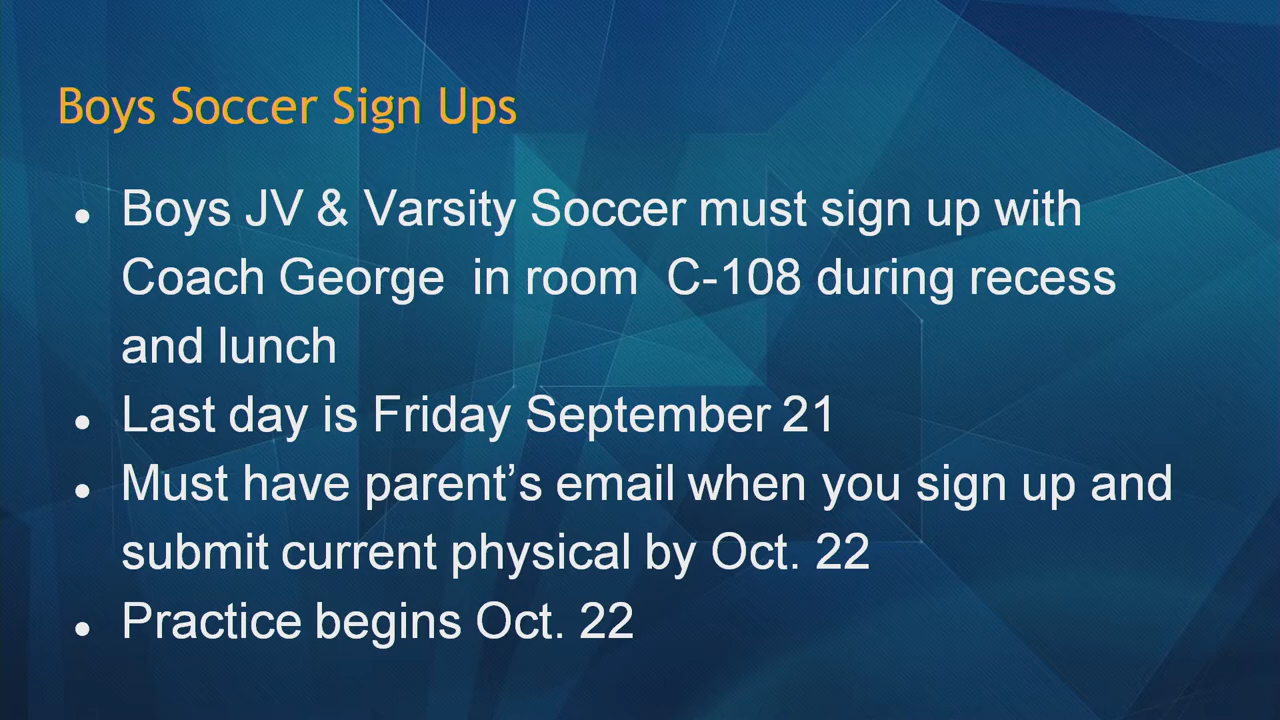 Boys Soccer Sign Ups
● Boys JV & Varsity Soccer must sign up with
Coach George in room C-108 during recess
and lunch
● Last day is Friday September 21
● Must have parent’s email when you sign up and
submit current physical by Oct. 22
● Practice begins Oct. 22